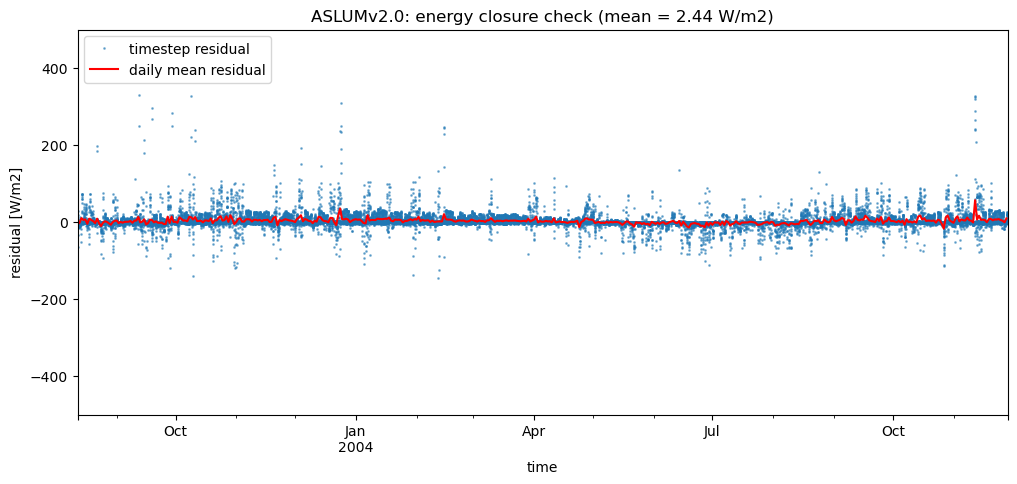 ASLUMv2.0: energy closure check (mean = 2.44 W/m2)
timestep residual
daily mean residual
400
200
0
−200
−400
residual [W/m2]
Oct
Jan
2004
Apr
Jul
Oct
time